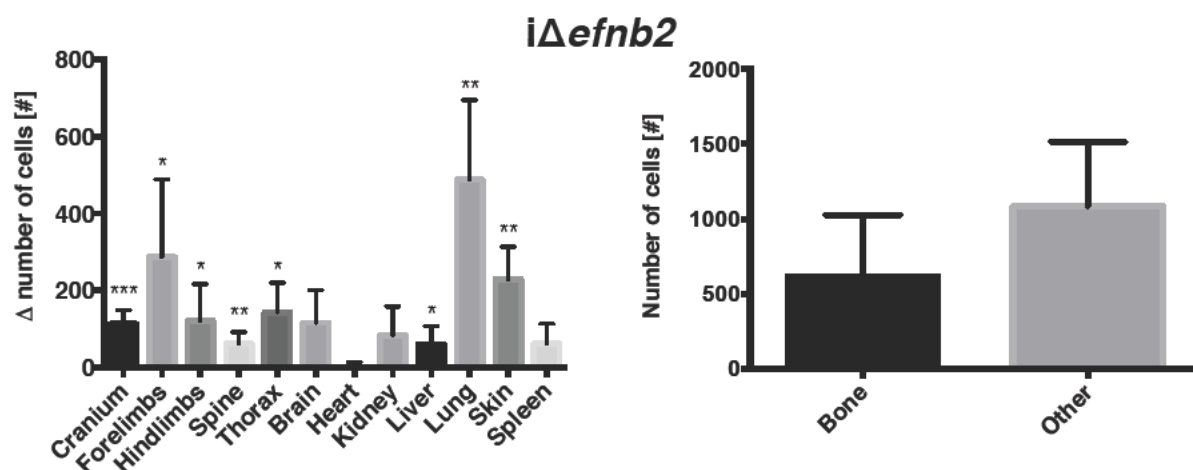 iΔefnb2
Δ number of cells [#]
800
600
400
200
0
***
*
*
**
*
*
**
**
Cranium
Forelimbs
Hindlimbs
Spine
Thorax
Brain
Heart
Kidney
Liver
Lung
Skin
Spleen
Number of cells [#]
2000
1500
1000
500
0
Bone
Other